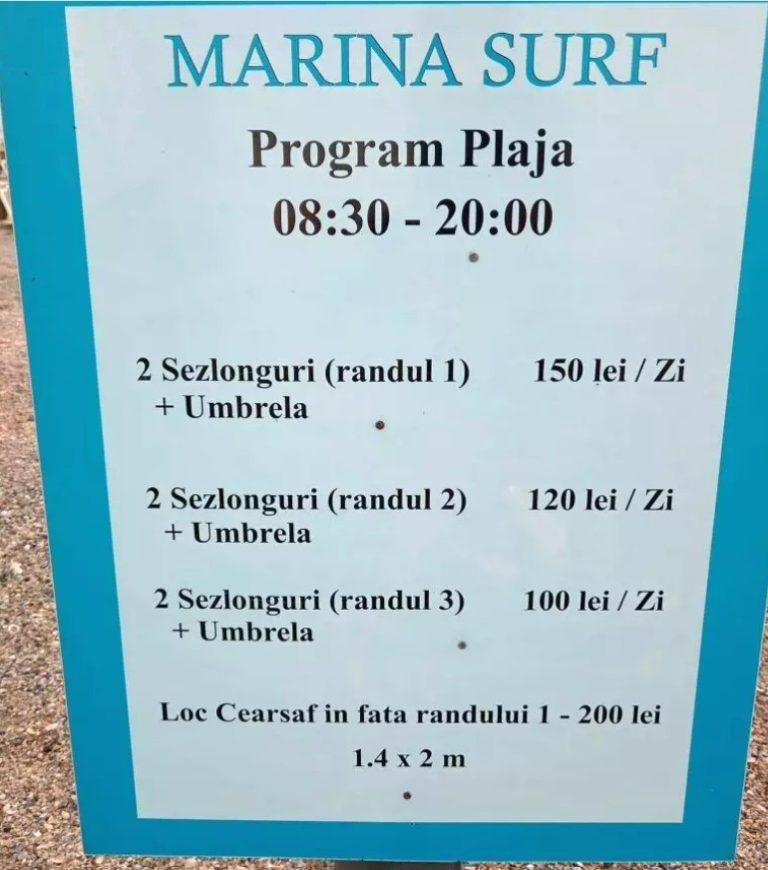 MARINA SURF
Program Plaja
08:30 - 20:00
2 Sezlonguri (randul 1) 150 lei / Zi
+ Umbrela
2 Sezlonguri (randul 2) 120 lei / Zi
+ Umbrela
2 Sezlonguri (randul 3) 100 lei / Zi
+ Umbrela
Loc Cearsaf in fata randului 1 - 200 lei
1.4 x 2 m